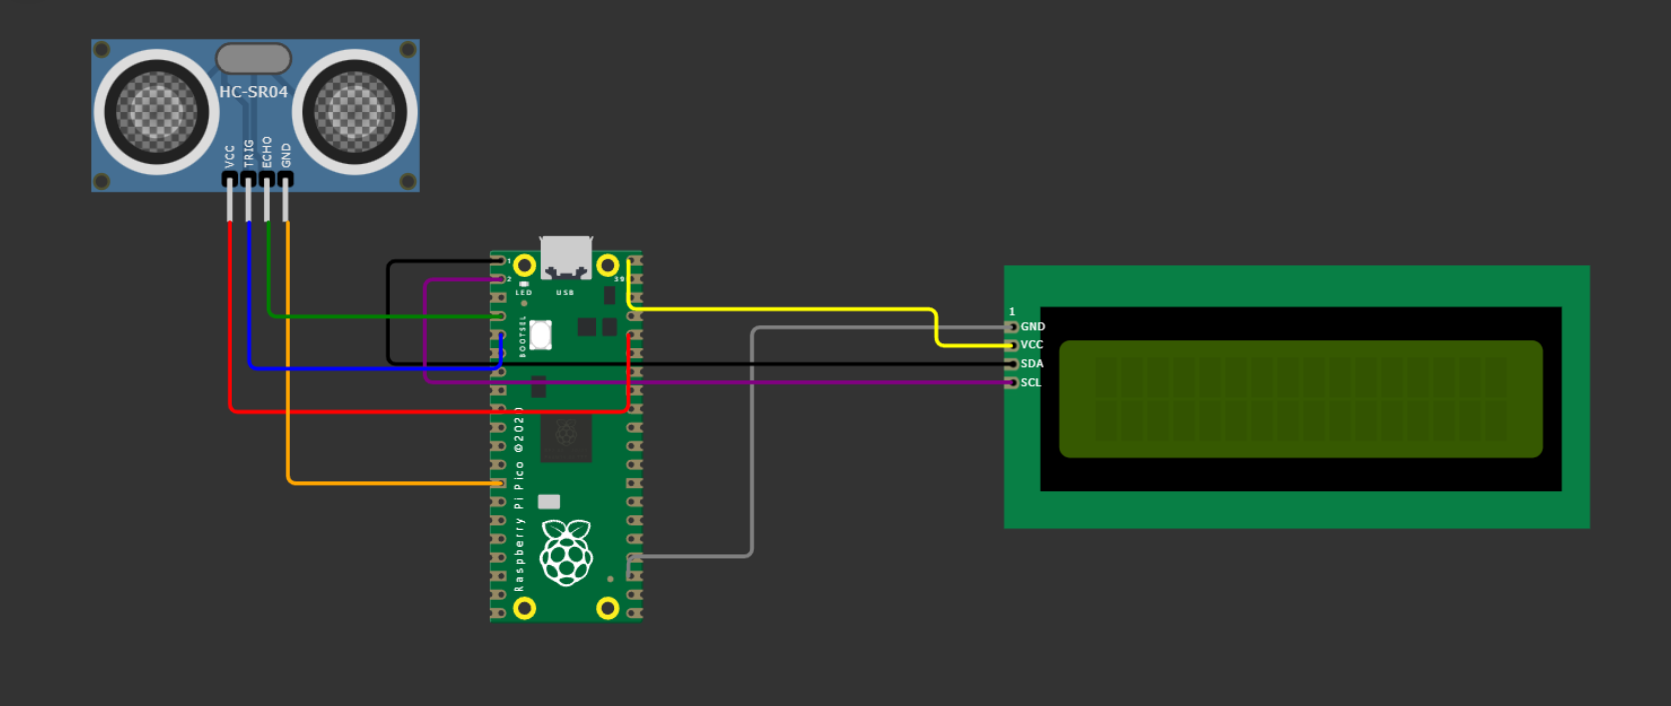 HC-SR04
VCC
TRIG
ECHO
GND
1
2
39
LED
USB
BOOTSEL
Raspberry Pi Pico ©2020
1
GND
VCC
SDA
SCL